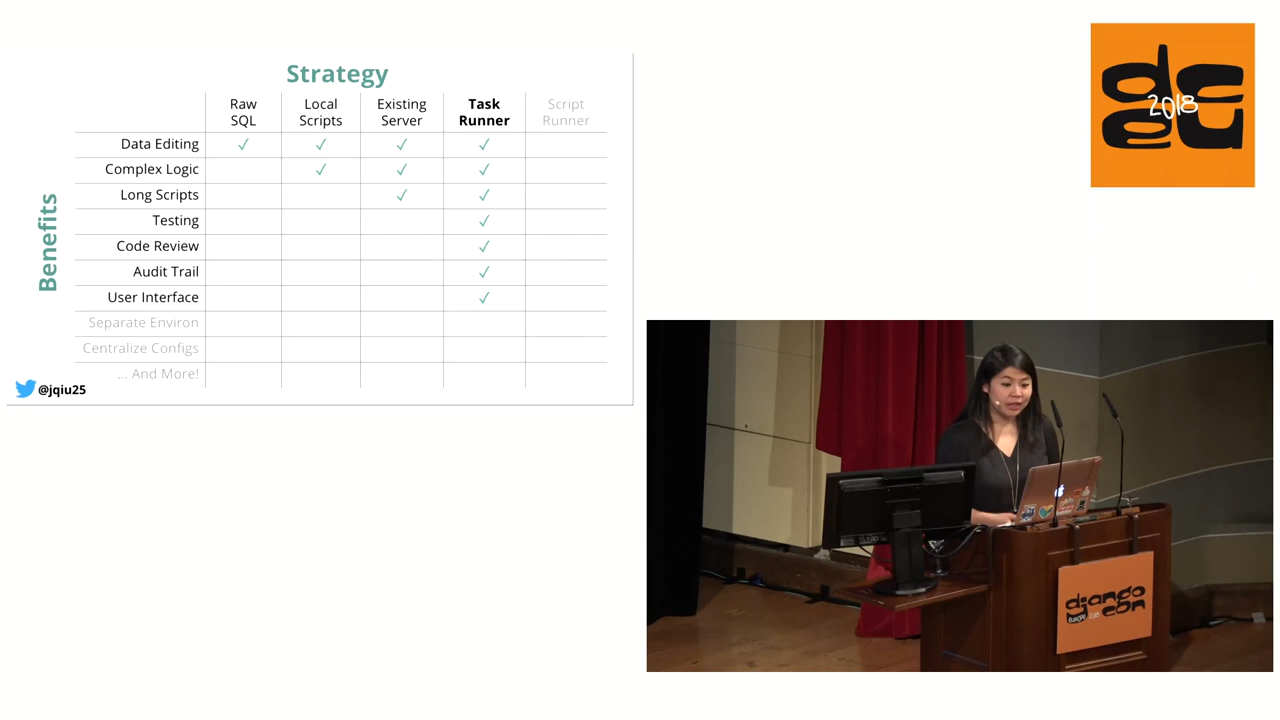 Strategy
Raw SQL
Local Scripts
Existing Server
Task Runner
Script Runner
Benefits
Data Editing ✓ ✓ ✓ ✓
Complex Logic ✓ ✓ ✓
Long Scripts ✓ ✓
Testing ✓
Code Review ✓
Audit Trail ✓
User Interface ✓
Separate Environ
Centralize Configs
... And More!
@jqiu25
dceu
2018
django
con